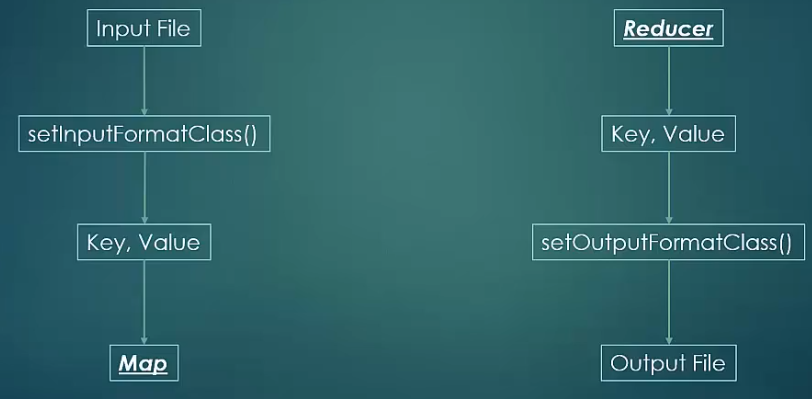 Input File
setInputFormatClass()
Key, Value
Map
Reducer
Key, Value
setOutputFormatClass()
Output File